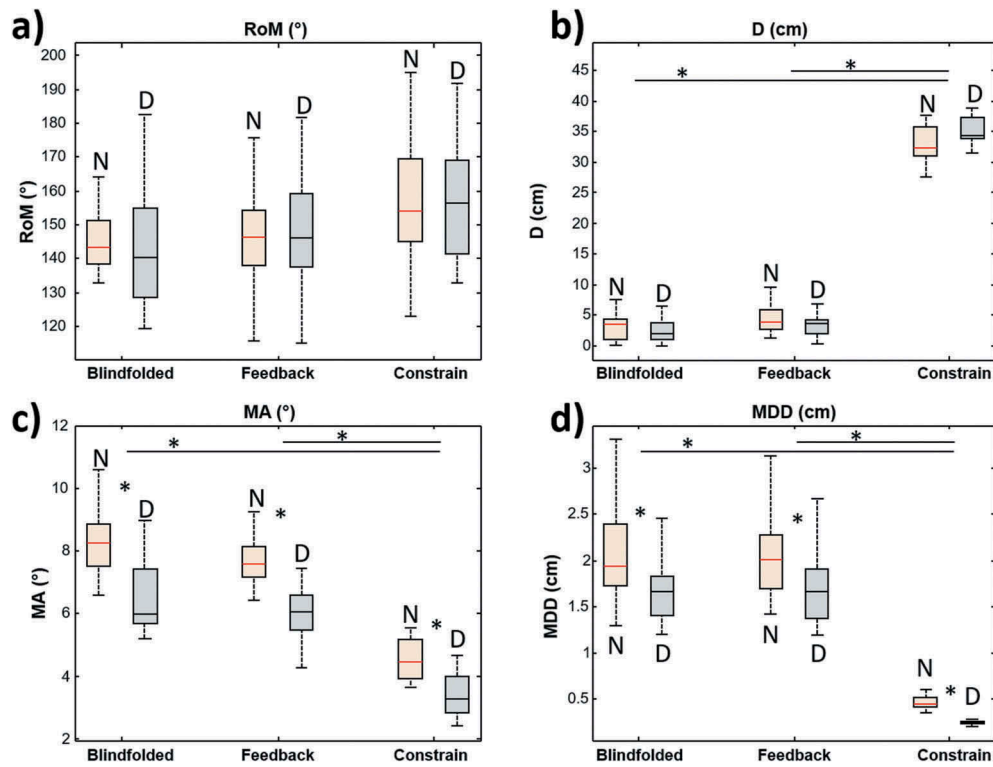 a)
RoM (°)
RoM (°)
200
190
180
170
160
150
140
130
120
N
D
N
D
N
D
Blindfolded Feedback Constrain
b)
D (cm)
D (cm)
45
40
35
30
25
20
15
10
5
0
*
*
N
D
N
D
N
D
Blindfolded Feedback Constrain
c)
MA (°)
MA (°)
12
10
8
6
4
2
*
*
N
*
D
N
*
D
N
*
D
Blindfolded Feedback Constrain
d)
MDD (cm)
MDD (cm)
3
2.5
2
1.5
1
0.5
*
*
*
N
D
*
N
D
N
*
D
Blindfolded Feedback Constrain